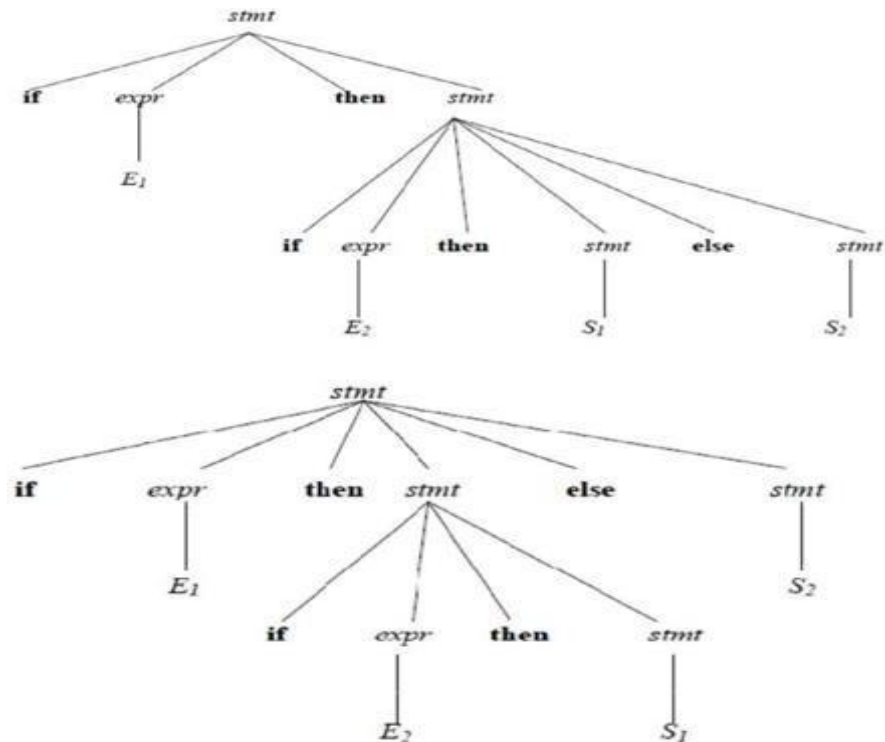 stmt
if expr then stmt
E₁
if expr then stmt else stmt
E₂ S₁ S₂
stmt
if expr then stmt else stmt
E₁ S₂
if expr then stmt
E₂ S₁